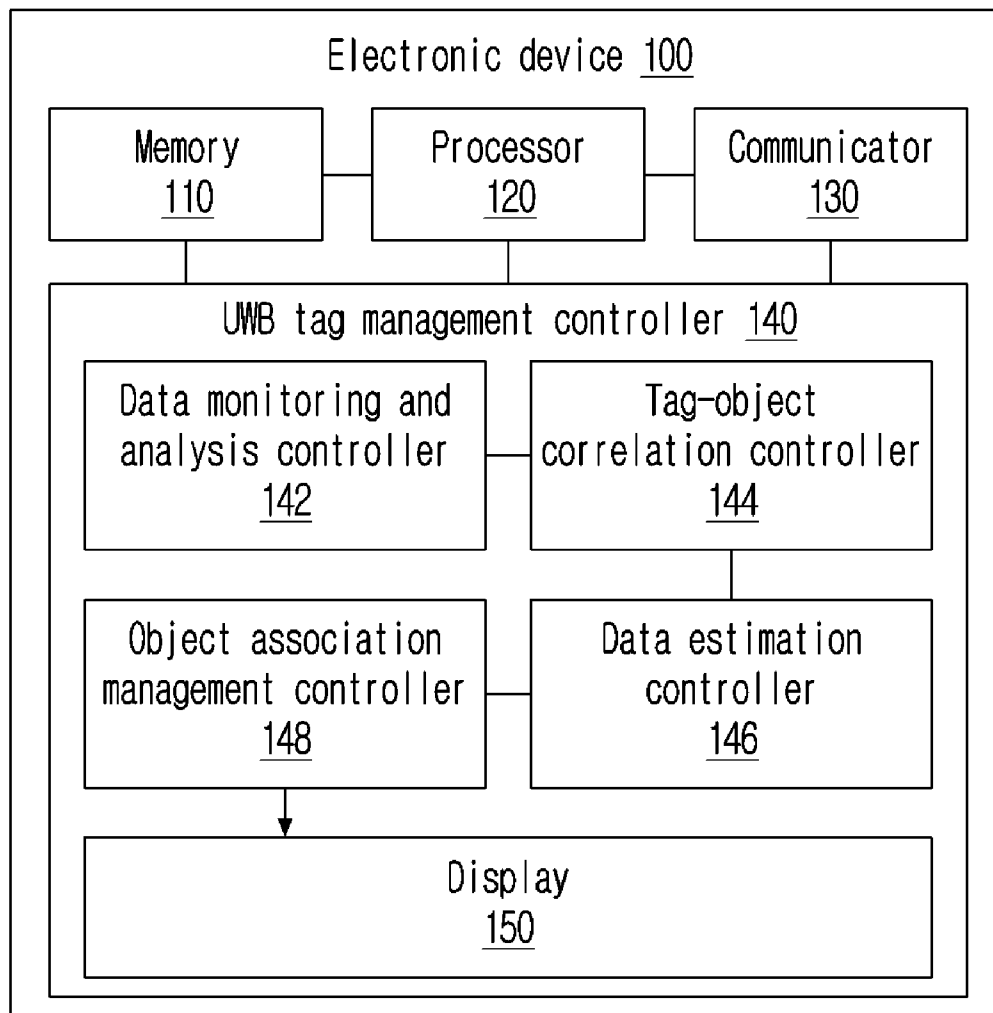 Electronic device 100
Memory
110
Processor
120
Communicator
130
UWB tag management controller 140
Data monitoring and
analysis controller
142
Tag-object
correlation controller
144
Object association
management controller
148
Data estimation
controller
146
Display
150